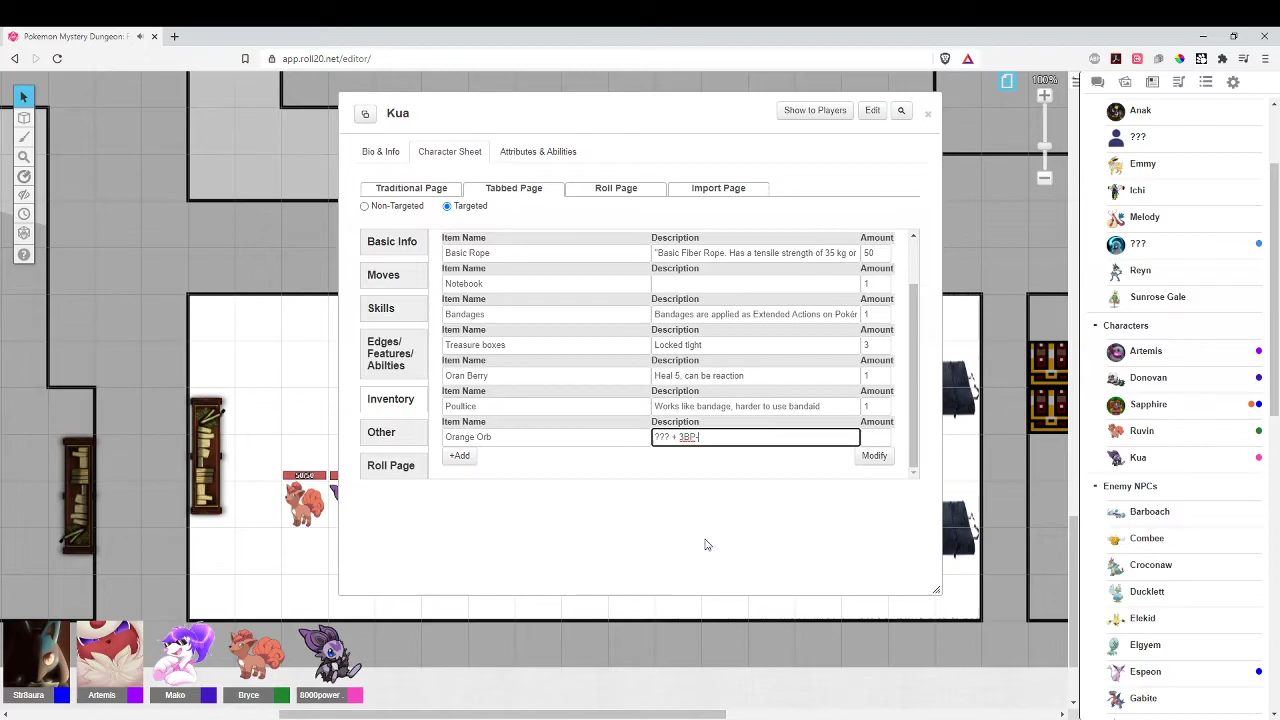 Pokemon Mystery Dungeon: F
app.roll20.net/editor/
100%
Kua
Show to Players
Edit
Bio & Info
Character Sheet
Attributes & Abilities
Traditional Page
Tabbed Page
Roll Page
Import Page
Non-Targeted
Targeted
Basic Info
Moves
Skills
Edges/
Features/
Abilties
Inventory
Other
Roll Page
Item Name Description Amount
Basic Rope "Basic Fiber Rope. Has a tensile strength of 35 kg or 50
Item Name Description Amount
Notebook 1
Item Name Description Amount
Bandages Bandages are applied as Extended Actions on Pokér 1
Item Name Description Amount
Treasure boxes Locked tight 3
Item Name Description Amount
Oran Berry Heal 5, can be reaction 1
Item Name Description Amount
Poultice Works like bandage, harder to use bandaid 1
Item Name Description Amount
Orange Orb ??? + 3BP-
+Add
Modify
50/50
Str8aura
Artemis
Mako
Bryce
8000power .
Anak
???
Emmy
Ichi
Melody
???
Reyn
Sunrose Gale
Characters
Artemis
Donovan
Sapphire
Ruvin
Kua
Enemy NPCs
Barboach
Combee
Croconaw
Ducklett
Elekid
Elgyem
Espeon
Gabite